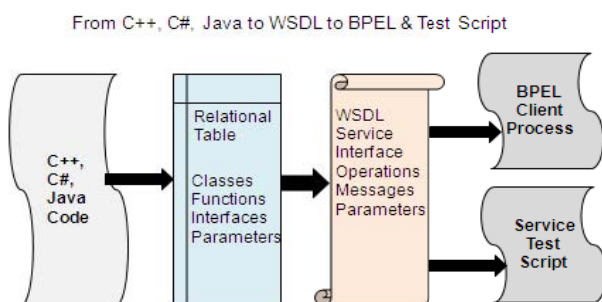 From C++, C#, Java to WSDL to BPEL & Test Script
C++,
C#,
Java
Code
Relational
Table
Classes
Functions
Interfaces
Parameters
WSDL
Service
Interface
Operations
Messages
Parameters
BPEL
Client
Process
Service
Test
Script